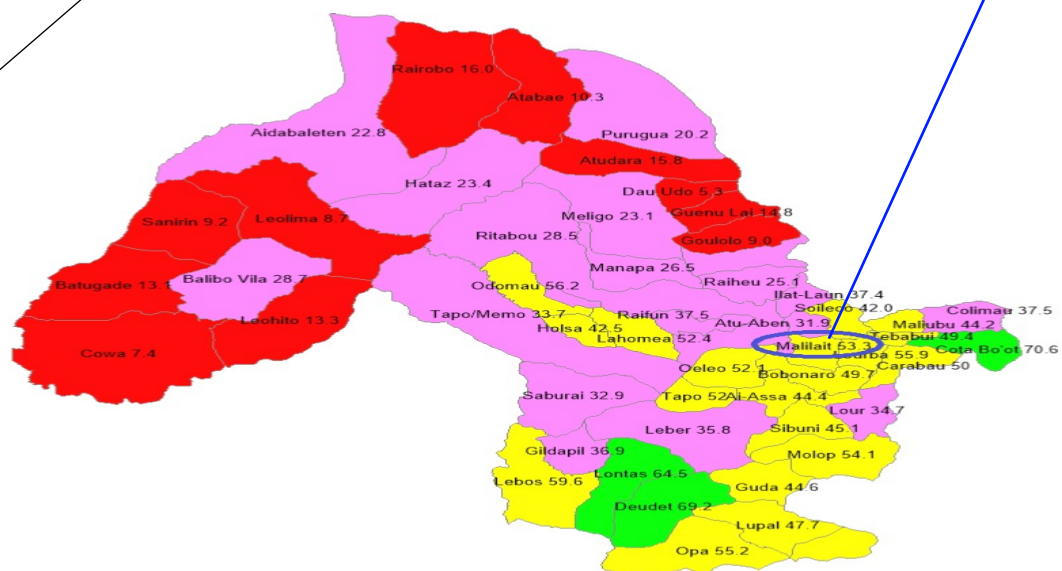 Rairobo 16.0
Atabae 10.3
Aidabaleten 22.8
Purugua 20.2
Atudara 15.8
Hataz 23.4
Dau Udo 5.3
Guenu Lai 14.8
Meligo 23.1
Sanirin 9.2
Leolima 8.7
Ritabou 28.5
Goulolo 9.0
Manapa 26.5
Balibo Vila 28.7
Batugade 13.1
Odomau 56.2
Raiheu 25.1
Ilat-Laun 37.4
Soileco 42.0
Colimau 37.5
Tapo/Memo 33.7
Raifun 37.5
Loohito 13.3
Atu-Aben 31.9
Maliubu 44.2
Holsa 42.5
Lahomea 52.4
Tebabui 49.4
Malilait 53.3
Cota Bo'ot 70.6
Cowa 7.4
Lourba 55.9
Carabau 50
Oeleo 52.1
Bobonaro 49.7
Saburai 32.9
Tapo 52
Ai-Assa 44.4
Lour 34.7
Leber 35.8
Sibuni 45.1
Gildapil 36.9
Molop 54.1
Lontas 64.5
Lebos 59.6
Guda 44.6
Deudet 69.2
Lupal 47.7
Opa 55.2